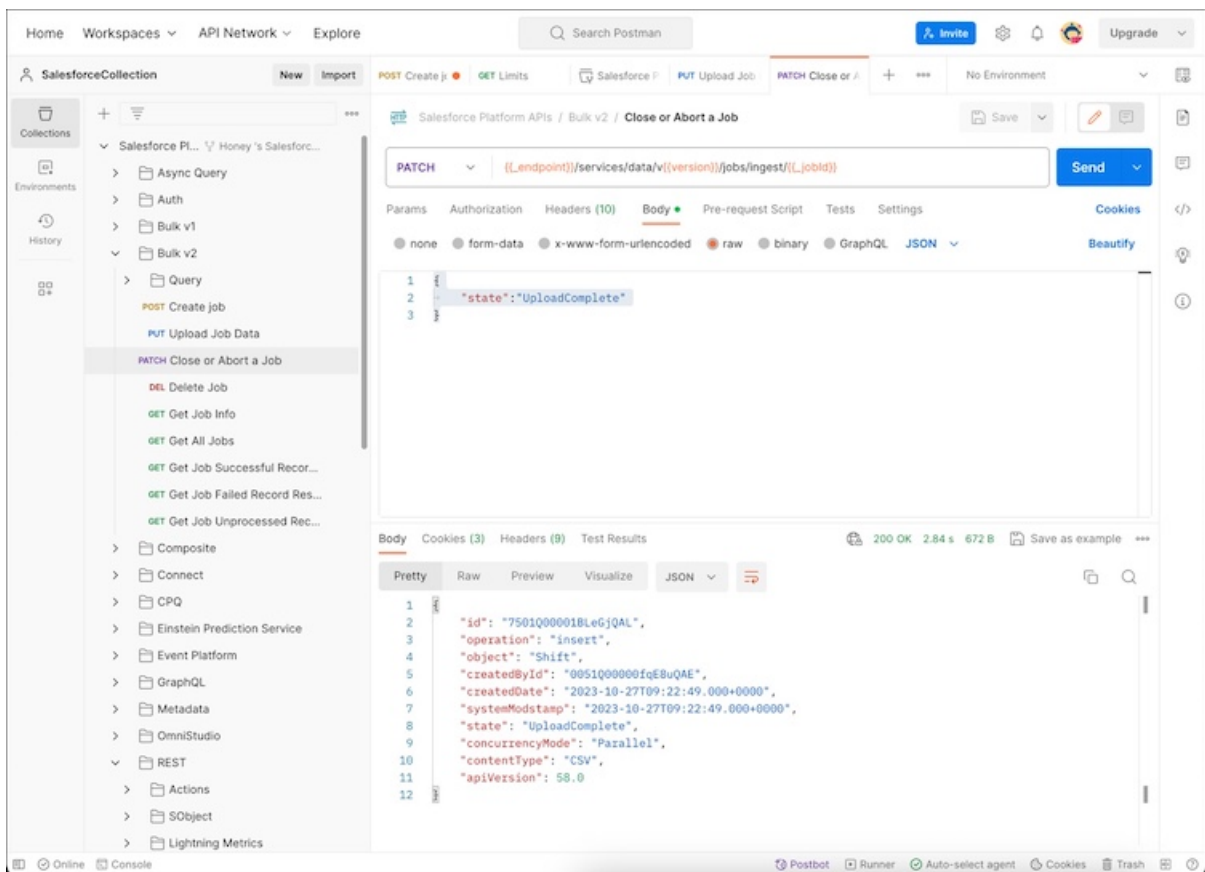 Home Workspaces API Network Explore Search Postman Invite Upgrade
SalesforceCollection New Import POST Create j GET Limits Salesforce P PUT Upload Job PATCH Close or A No Environment
Collections
Environments
History
Salesforce Pl... Honey 's Salesforc...
Async Query
Auth
Bulk v1
Bulk v2
Query
POST Create job
PUT Upload Job Data
PATCH Close or Abort a Job
DEL Delete Job
GET Get Job Info
GET Get All Jobs
GET Get Job Successful Recor...
GET Get Job Failed Record Res...
GET Get Job Unprocessed Rec...
Composite
Connect
CPQ
Einstein Prediction Service
Event Platform
GraphQL
Metadata
OmniStudio
REST
Actions
SObject
Lightning Metrics
HTTP Salesforce Platform APIs / Bulk v2 / Close or Abort a Job Save
PATCH {{_endpoint}}/services/data/v{{version}}/jobs/ingest/{{_jobId}} Send
Params Authorization Headers (10) Body Pre-request Script Tests Settings Cookies
none form-data x-www-form-urlencoded raw binary GraphQL JSON Beautify
1 {
2 "state":"UploadComplete"
3 }
Body Cookies (3) Headers (9) Test Results 200 OK 2.84 s 672 B Save as example
Pretty Raw Preview Visualize JSON
1 {
2 "id": "7501Q00001BLeGjQAL",
3 "operation": "insert",
4 "object": "Shift",
5 "createdById": "0051Q00000fqE8uQAE",
6 "createdDate": "2023-10-27T09:22:49.000+0000",
7 "systemModstamp": "2023-10-27T09:22:49.000+0000",
8 "state": "UploadComplete",
9 "concurrencyMode": "Parallel",
10 "contentType": "CSV",
11 "apiVersion": 58.0
12 }
Online Console Postbot Runner Auto-select agent Cookies Trash